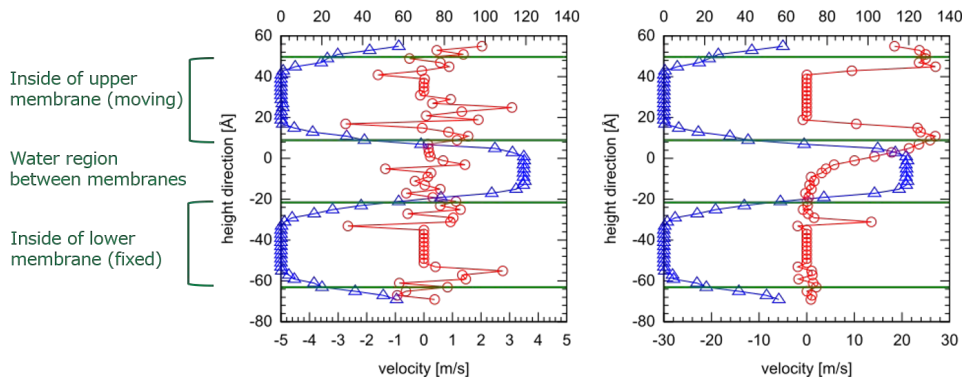 0 20 40 60 80 100 120 140
0 20 40 60 80 100 120 140
Inside of upper
membrane (moving)
Water region
between membranes
Inside of lower
membrane (fixed)
height direction [Å]
60
40
20
0
-20
-40
-60
-80
-5 -4 -3 -2 -1 0 1 2 3 4 5
velocity [m/s]
height direction [Å]
60
40
20
0
-20
-40
-60
-80
-30 -20 -10 0 10 20 30
velocity [m/s]